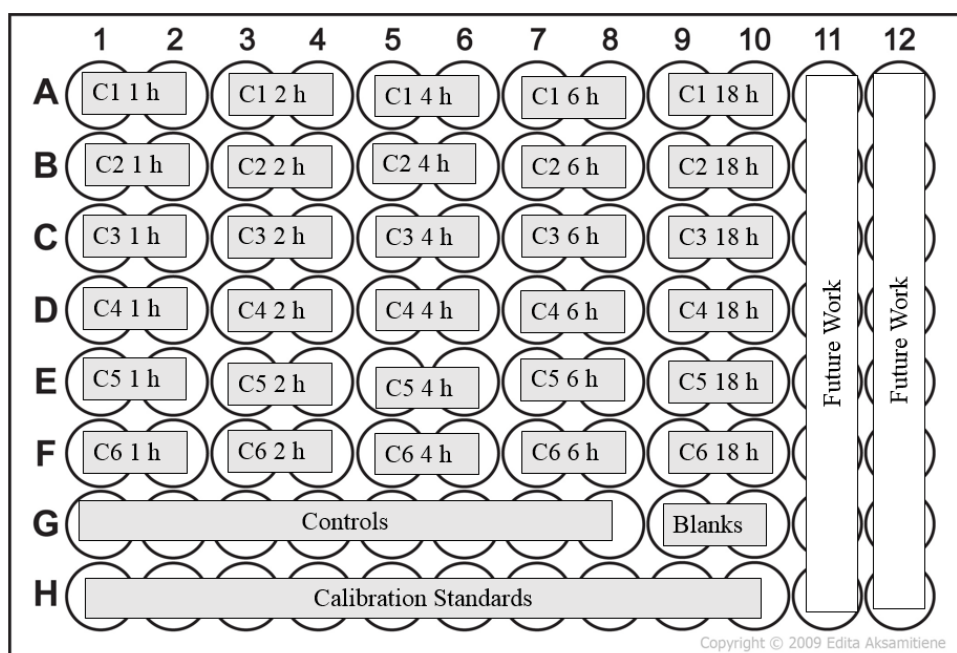 1 2 3 4 5 6 7 8 9 10 11 12
A C1 1 h C1 2 h C1 4 h C1 6 h C1 18 h
B C2 1 h C2 2 h C2 4 h C2 6 h C2 18 h
C C3 1 h C3 2 h C3 4 h C3 6 h C3 18 h
D C4 1 h C4 2 h C4 4 h C4 6 h C4 18 h
E C5 1 h C5 2 h C5 4 h C5 6 h C5 18 h
F C6 1 h C6 2 h C6 4 h C6 6 h C6 18 h
G Controls Blanks
H Calibration Standards
Future Work
Future Work
Copyright © 2009 Edita Aksamitiene